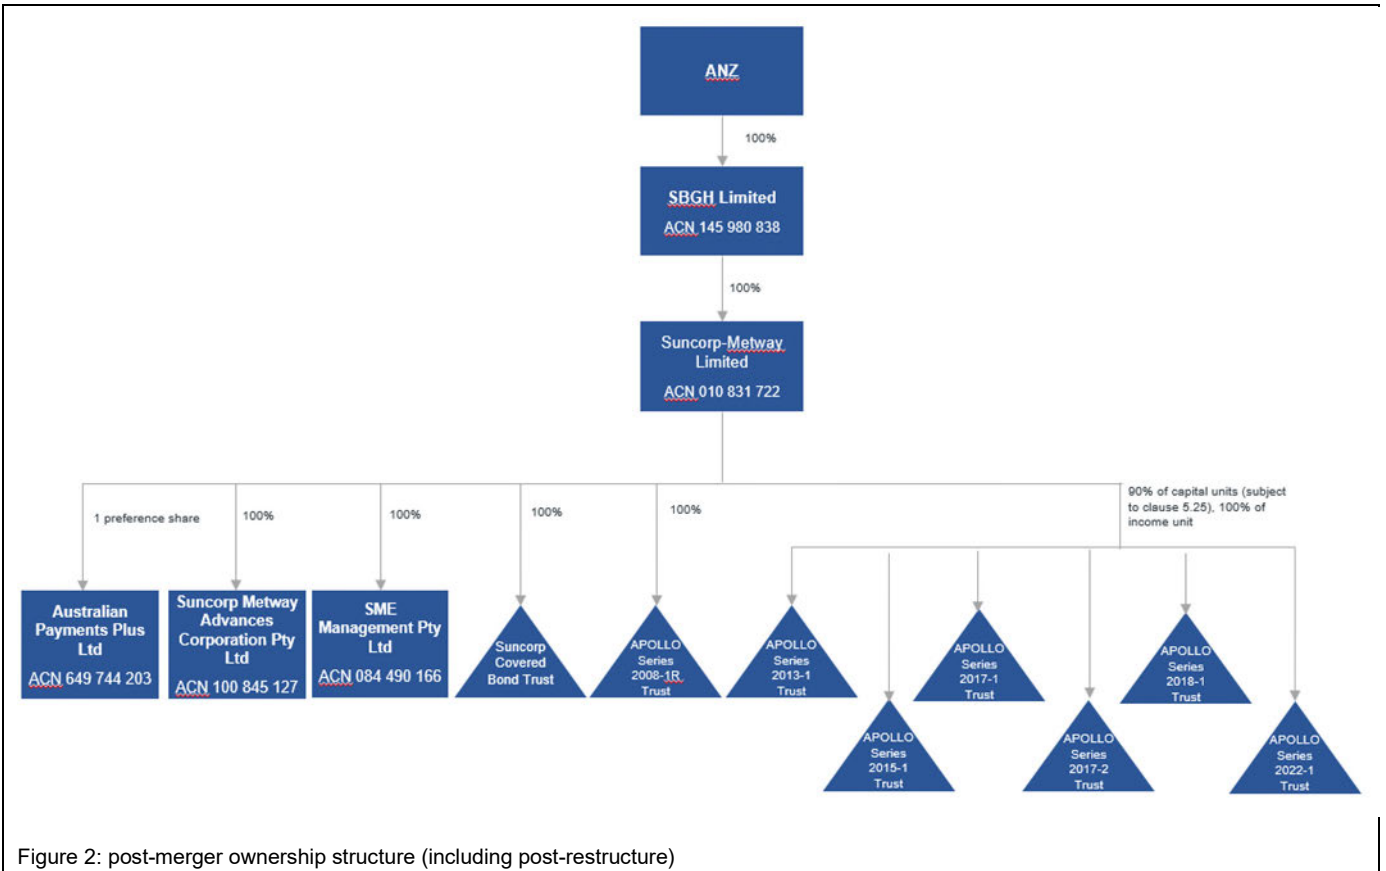 ANZ
100%
SBGH Limited
ACN 145 980 838
100%
Suncorp-Metway
Limited
ACN 010 831 722
1 preference share
100%
100%
100%
100%
90% of capital units (subject
to clause 5.25), 100% of
income unit
Australian
Payments Plus
Ltd
ACN 649 744 203
Suncorp Metway
Advances
Corporation Pty
Ltd
ACN 100 845 127
SME
Management Pty
Ltd
ACN 084 490 166
Suncorp
Covered
Bond Trust
APOLLO
Series
2008-1R
Trust
APOLLO
Series
2013-1
Trust
APOLLO
Series
2015-1
Trust
APOLLO
Series
2017-1
Trust
APOLLO
Series
2017-2
Trust
APOLLO
Series
2018-1
Trust
APOLLO
Series
2022-1
Trust
Figure 2: post-merger ownership structure (including post-restructure)